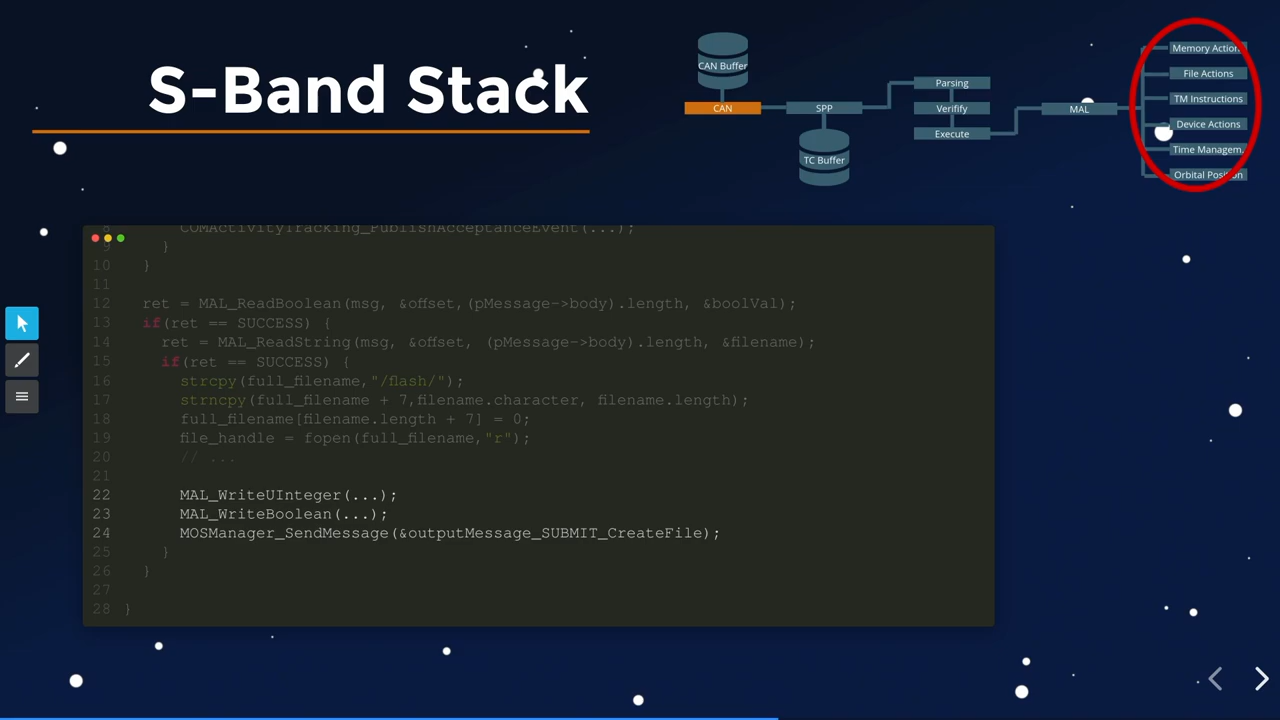 S-Band Stack
CAN Buffer
CAN
SPP
TC Buffer
Parsing
Verifify
Execute
MAL
Memory Action
File Actions
TM Instructions
Device Actions
Time Managem.
Orbital Position
8 COMActivityTracking_PublishAcceptanceEvent(...);
9 }
10 }
11
12 ret = MAL_ReadBoolean(msg, &offset,(pMessage->body).length, &boolVal);
13 if(ret == SUCCESS) {
14 ret = MAL_ReadString(msg, &offset, (pMessage->body).length, &filename);
15 if(ret == SUCCESS) {
16 strcpy(full_filename,"/flash/");
17 strncpy(full_filename + 7,filename.character, filename.length);
18 full_filename[filename.length + 7] = 0;
19 file_handle = fopen(full_filename,"r");
20 // ...
21
22 MAL_WriteUInteger(...);
23 MAL_WriteBoolean(...);
24 MOSManager_SendMessage(&outputMessage_SUBMIT_CreateFile);
25 }
26 }
27
28 }